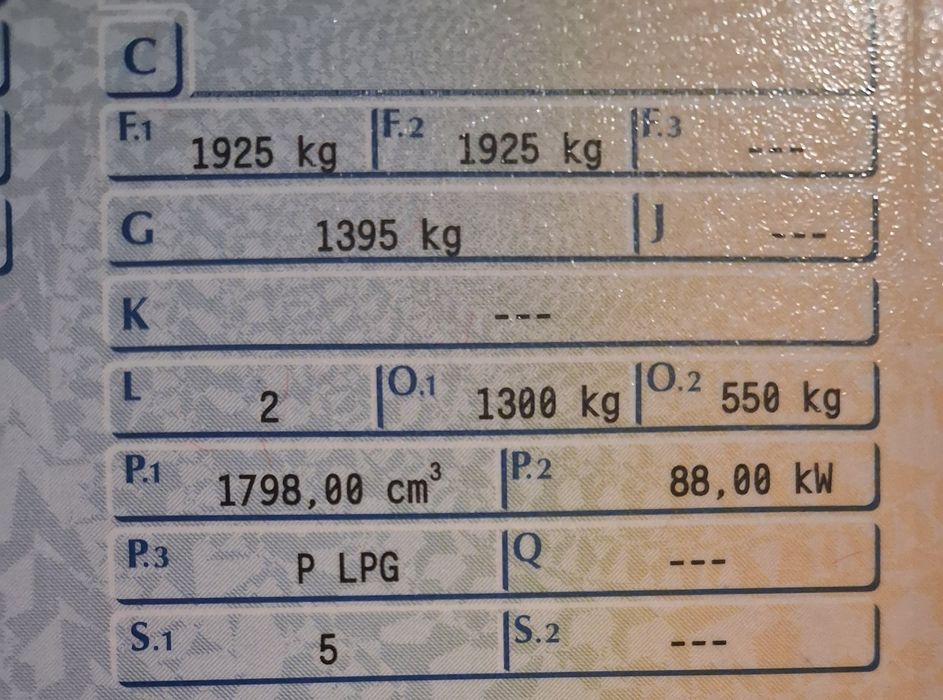 C
F.1 1925 kg F.2 1925 kg F.3 ---
G 1395 kg J ---
K ---
L 2 O.1 1300 kg O.2 550 kg
P.1 1798,00 cm³ P.2 88,00 kW
P.3 P LPG Q ---
S.1 5 S.2 ---